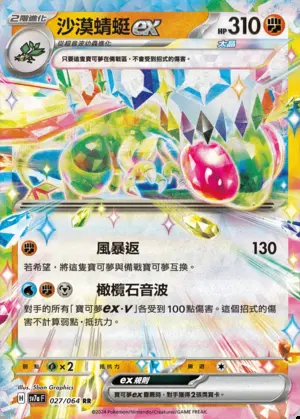 2階進化
沙漠蜻蜓ex
HP 310
從超音波幼蟲進化
太晶
只要這隻寶可夢在備戰區，不會受到招式的傷害。
風暴返 130
若希望，將這隻寶可夢與備戰寶可夢互換。
橄欖石音波
對手的所有「寶可夢ex・V」各受到100點傷害。這個招式的傷
害不計算弱點・抵抗力。
弱點 ×2 抵抗力 撤退
Illus. 5ban Graphics
H sv7a F 027/064 RR
ex規則
寶可夢ex【昏厥】時，對手獲得2張獎賞卡。
©2024 Pokémon/Nintendo/Creatures/GAME FREAK.